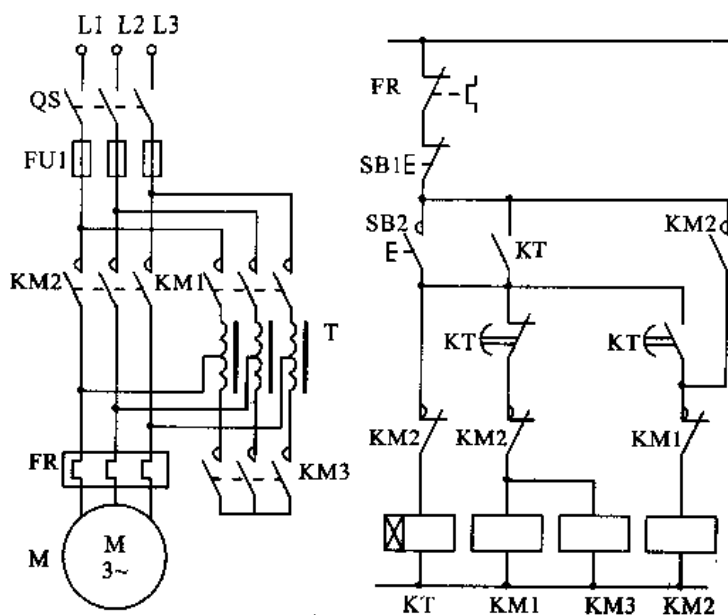 L1 L2 L3
QS
FU1
KM2
KM1
T
FR
KM3
M
M
3~
FR
SB1
SB2
KT
KM2
KT
KT
KM2
KM2
KM1
KT
KM1
KM3
KM2